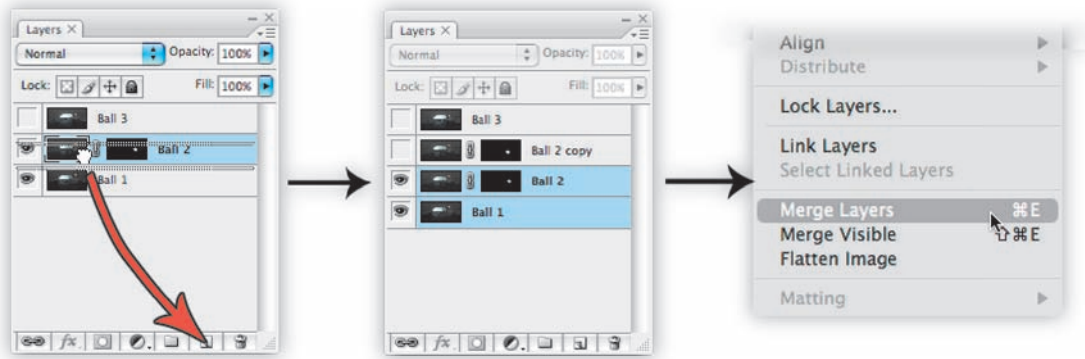 Layers ×
Normal Opacity: 100%
Lock: Fill: 100%
Ball 3
Ball 2
Ball 1
fx.
Layers ×
Normal Opacity: 100%
Lock: Fill: 100%
Ball 3
Ball 2 copy
Ball 2
Ball 1
fx.
Align
Distribute
Lock Layers...
Link Layers
Select Linked Layers
Merge Layers ⌘E
Merge Visible ⇧⌘E
Flatten Image
Matting